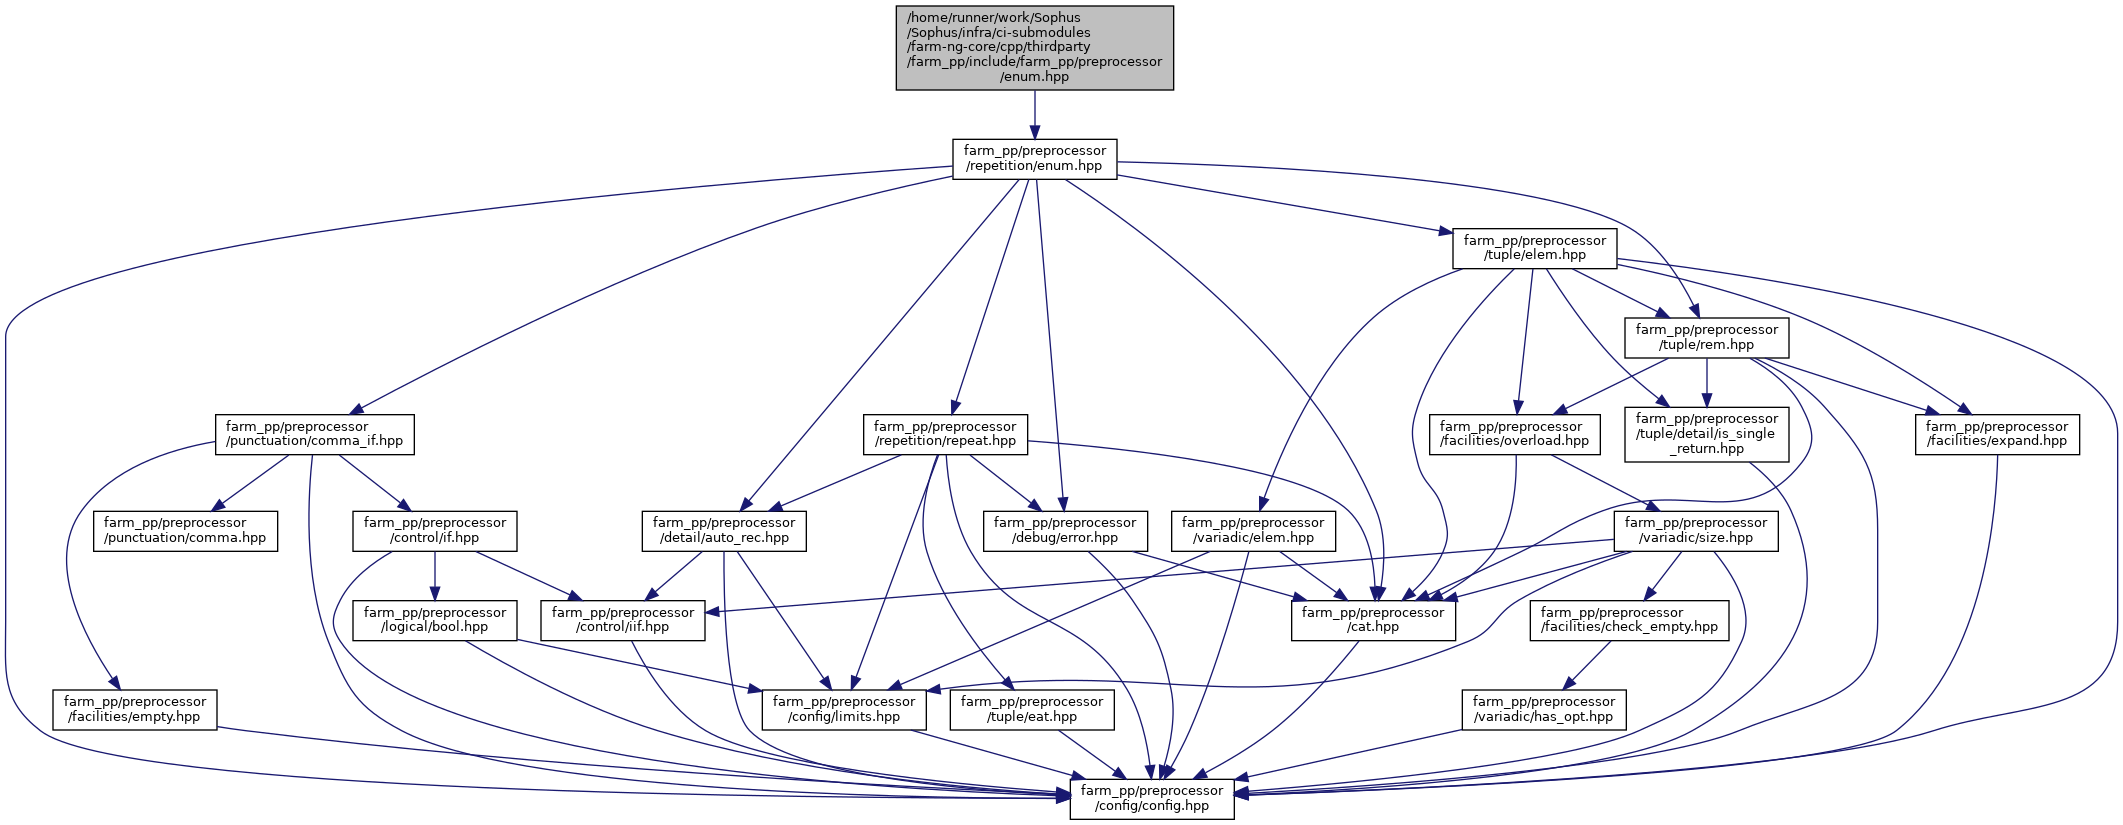 /home/runner/work/Sophus
/Sophus/infra/ci-submodules
/farm-ng-core/cpp/thirdparty
/farm_pp/include/farm_pp/preprocessor
/enum.hpp
farm_pp/preprocessor
/repetition/enum.hpp
farm_pp/preprocessor
/tuple/elem.hpp
farm_pp/preprocessor
/tuple/rem.hpp
farm_pp/preprocessor
/punctuation/comma_if.hpp
farm_pp/preprocessor
/repetition/repeat.hpp
farm_pp/preprocessor
/facilities/overload.hpp
farm_pp/preprocessor
/tuple/detail/is_single
_return.hpp
farm_pp/preprocessor
/facilities/expand.hpp
farm_pp/preprocessor
/punctuation/comma.hpp
farm_pp/preprocessor
/control/if.hpp
farm_pp/preprocessor
/detail/auto_rec.hpp
farm_pp/preprocessor
/debug/error.hpp
farm_pp/preprocessor
/variadic/elem.hpp
farm_pp/preprocessor
/variadic/size.hpp
farm_pp/preprocessor
/logical/bool.hpp
farm_pp/preprocessor
/control/iif.hpp
farm_pp/preprocessor
/cat.hpp
farm_pp/preprocessor
/facilities/check_empty.hpp
farm_pp/preprocessor
/facilities/empty.hpp
farm_pp/preprocessor
/config/limits.hpp
farm_pp/preprocessor
/tuple/eat.hpp
farm_pp/preprocessor
/variadic/has_opt.hpp
farm_pp/preprocessor
/config/config.hpp